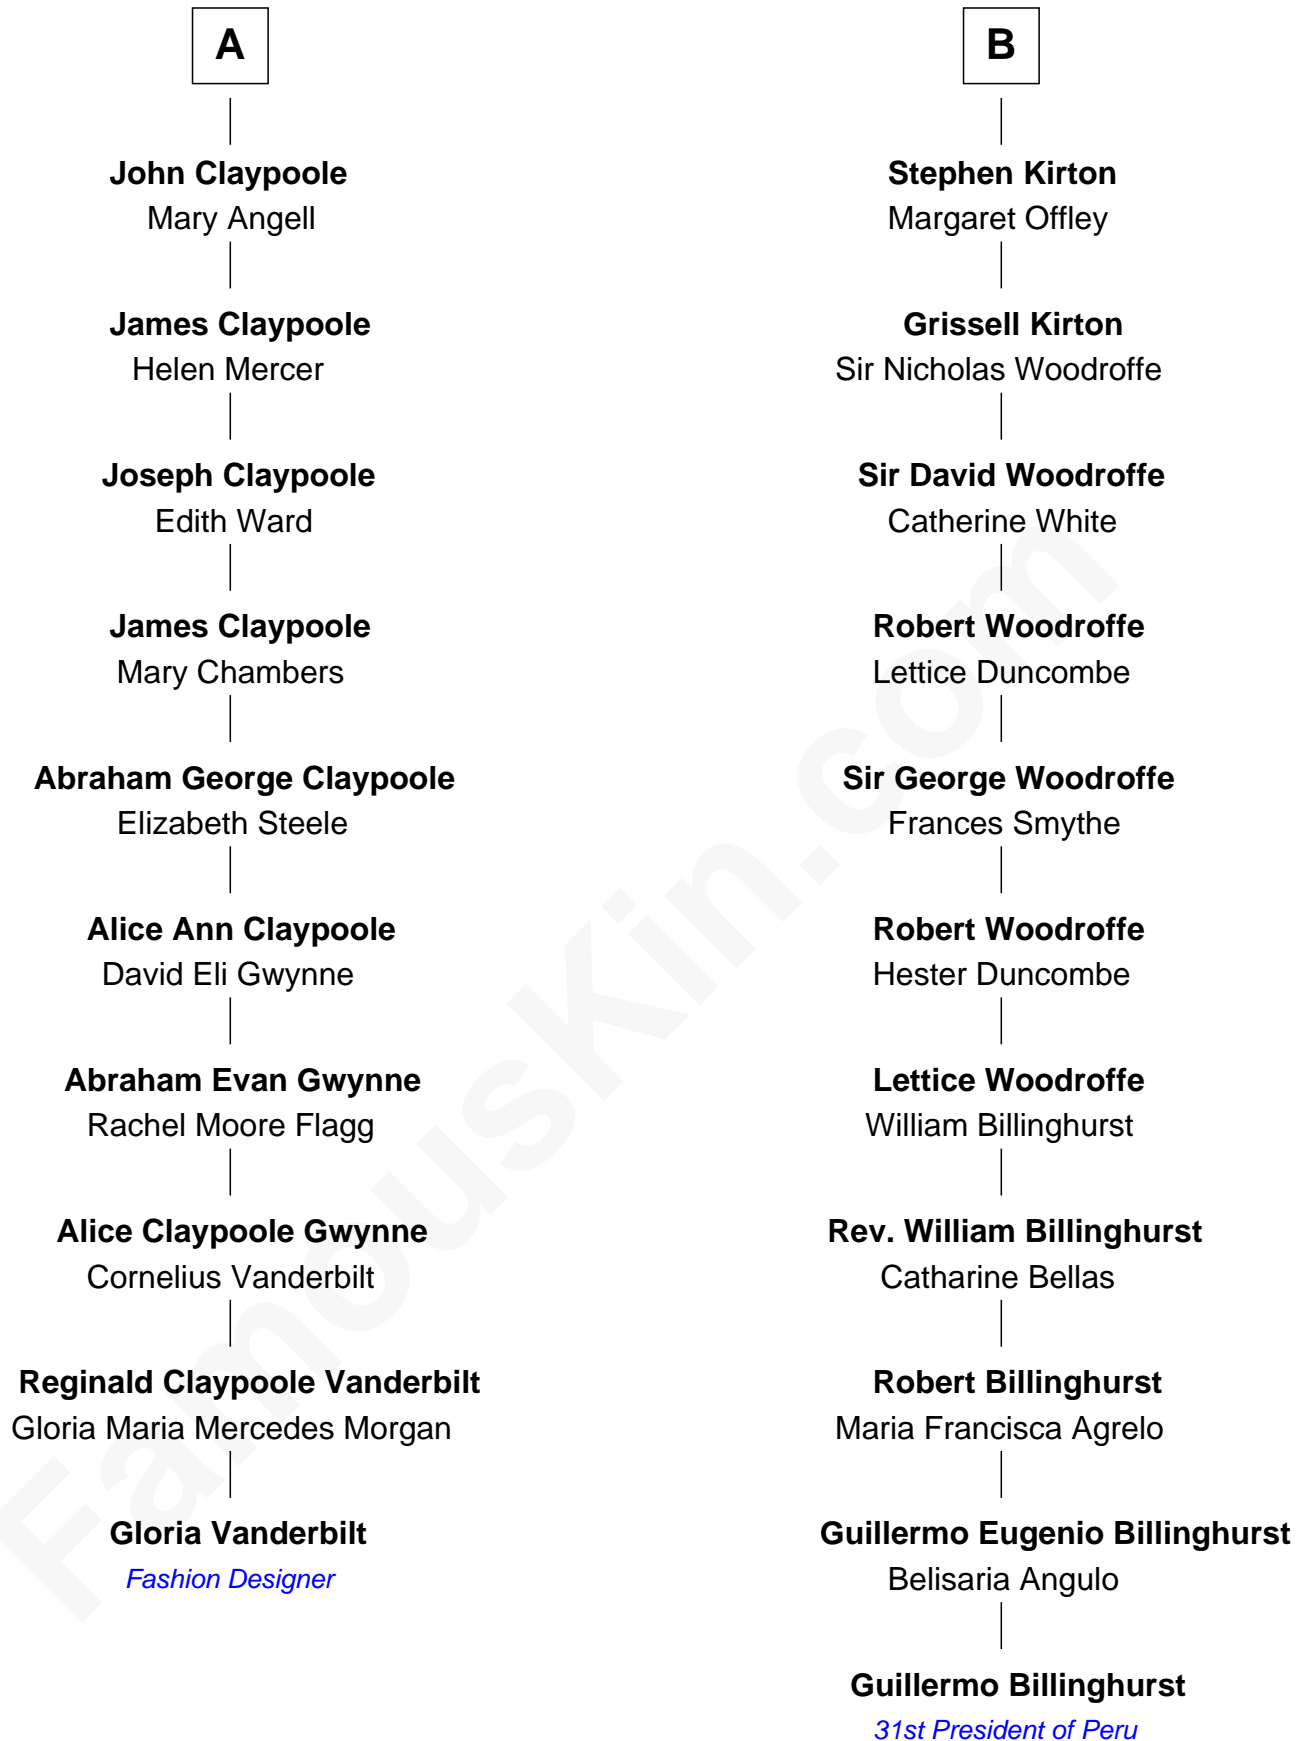 A
John Claypoole
Mary Angell
James Claypoole
Helen Mercer
Joseph Claypoole
Edith Ward
James Claypoole
Mary Chambers
Abraham George Claypoole
Elizabeth Steele
Alice Ann Claypoole
David Eli Gwynne
Abraham Evan Gwynne
Rachel Moore Flagg
Alice Claypoole Gwynne
Cornelius Vanderbilt
Reginald Claypoole Vanderbilt
Gloria Maria Mercedes Morgan
Gloria Vanderbilt
Fashion Designer
B
Stephen Kirton
Margaret Offley
Grissell Kirton
Sir Nicholas Woodroffe
Sir David Woodroffe
Catherine White
Robert Woodroffe
Lettice Duncombe
Sir George Woodroffe
Frances Smythe
Robert Woodroffe
Hester Duncombe
Lettice Woodroffe
William Billinghurst
Rev. William Billinghurst
Catharine Bellas
Robert Billinghurst
Maria Francisca Agrelo
Guillermo Eugenio Billinghurst
Belisaria Angulo
Guillermo Billinghurst
31st President of Peru
FamousKin.com